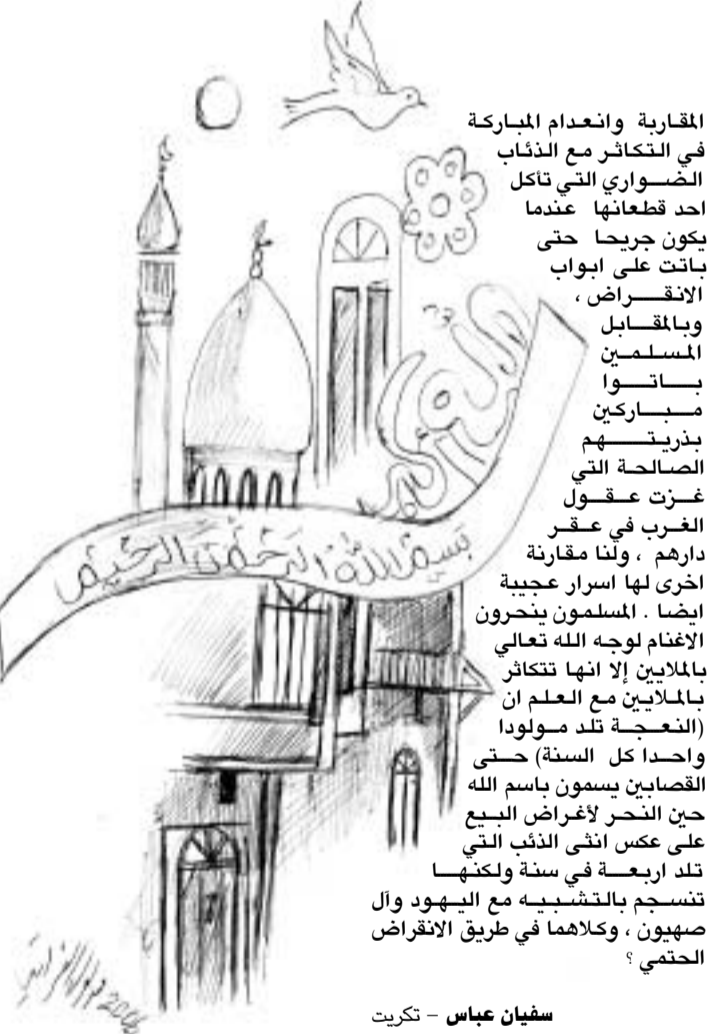 المقاربة وانعدام المباركة
في التكاثر مع الذئاب
الضواري التي تأكل
احد قطعانها عندما
يكون جريحا حتى
باتت على ابواب
الانقراض ،
وبالمقابل
المسلمين
باتوا
مباركين
بذريتهم
الصالحة التي
غزت عقول
الغرب في عقر
دارهم ، ولنا مقارنة
اخرى لها اسرار عجيبة
ايضا . المسلمون ينحرون
الاغنام لوجه الله تعالي
بالملايين إلا انها تتكاثر
بالملايين مع العلم ان
(النعجة تلد مولودا
واحدا كل السنة) حتى
القصابين يسمون باسم الله
حين النحر لأغراض البيع
على عكس انثى الذئب التي
تلد اربعة في سنة ولكنها
تنسجم بالتشبيه مع اليهود وآل
صهيون ، وكلاهما في طريق الانقراض
الحتمي ؟
سفيان عباس – تكريت
الله أكبر
بسم الله الرحمن الرحيم
2006